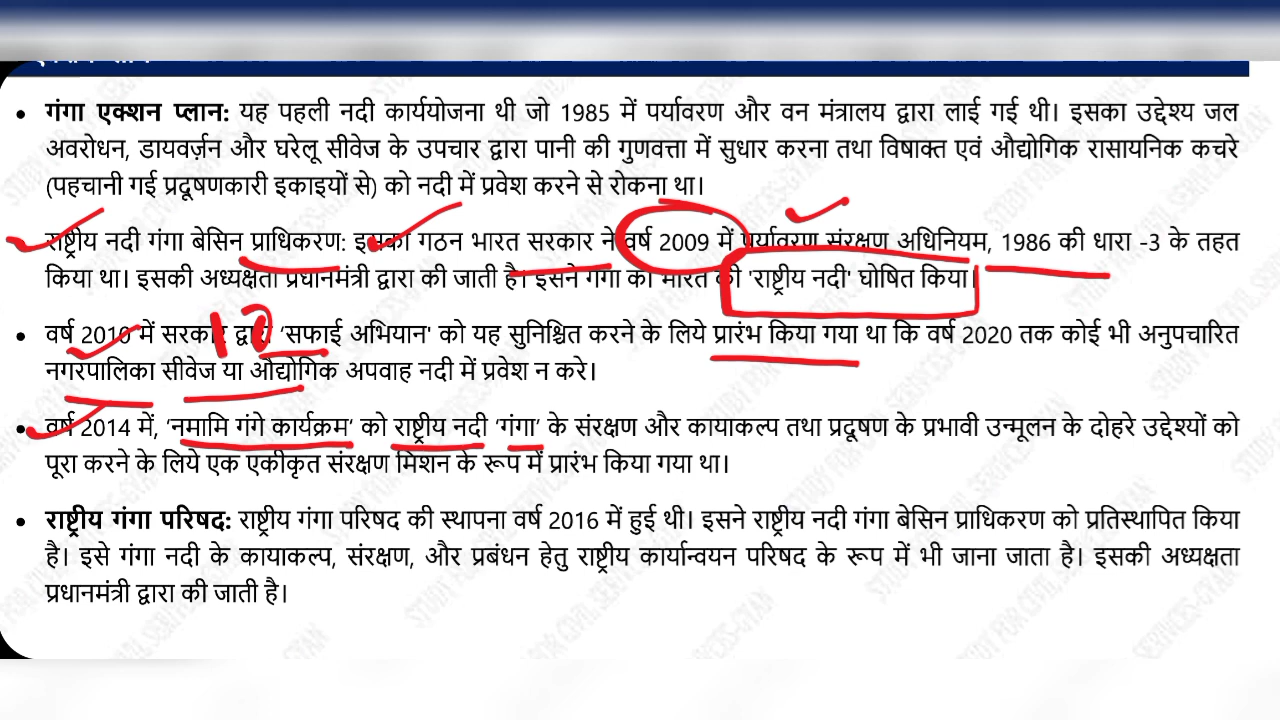 • गंगा एक्शन प्लान: यह पहली नदी कार्ययोजना थी जो 1985 में पर्यावरण और वन मंत्रालय द्वारा लाई गई थी। इसका उद्देश्य जल
अवरोधन, डायवर्ज़न और घरेलू सीवेज के उपचार द्वारा पानी की गुणवत्ता में सुधार करना तथा विषाक्त एवं औद्योगिक रासायनिक कचरे
(पहचानी गई प्रदूषणकारी इकाइयों से) को नदी में प्रवेश करने से रोकना था।
राष्ट्रीय नदी गंगा बेसिन प्राधिकरण: इसका गठन भारत सरकार ने वर्ष 2009 में पर्यावरण संरक्षण अधिनियम, 1986 की धारा -3 के तहत
किया था। इसकी अध्यक्षता प्रधानमंत्री द्वारा की जाती है। इसने गंगा को भारत की 'राष्ट्रीय नदी' घोषित किया।
• वर्ष 2010 में सरकार द्वारा ‘सफाई अभियान' को यह सुनिश्चित करने के लिये प्रारंभ किया गया था कि वर्ष 2020 तक कोई भी अनुपचारित
नगरपालिका सीवेज या औद्योगिक अपवाह नदी में प्रवेश न करे।
• वर्ष 2014 में, ‘नमामि गंगे कार्यक्रम’ को राष्ट्रीय नदी ‘गंगा’ के संरक्षण और कायाकल्प तथा प्रदूषण के प्रभावी उन्मूलन के दोहरे उद्देश्यों को
पूरा करने के लिये एक एकीकृत संरक्षण मिशन के रूप में प्रारंभ किया गया था।
• राष्ट्रीय गंगा परिषद: राष्ट्रीय गंगा परिषद की स्थापना वर्ष 2016 में हुई थी। इसने राष्ट्रीय नदी गंगा बेसिन प्राधिकरण को प्रतिस्थापित किया
है। इसे गंगा नदी के कायाकल्प, संरक्षण, और प्रबंधन हेतु राष्ट्रीय कार्यान्वयन परिषद के रूप में भी जाना जाता है। इसकी अध्यक्षता
प्रधानमंत्री द्वारा की जाती है।